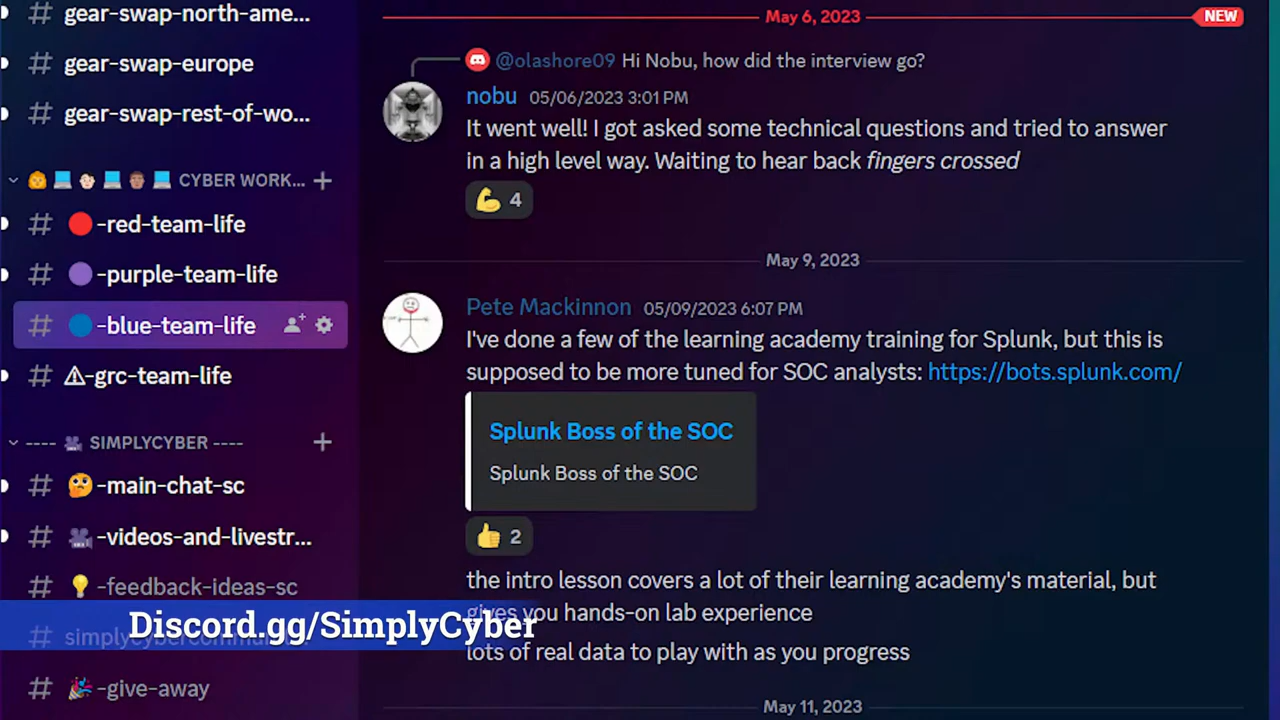 # gear-swap-north-ame...
# gear-swap-europe
# gear-swap-rest-of-wo...
CYBER WORK... +
# -red-team-life
# -purple-team-life
# -blue-team-life
# -grc-team-life
---- SIMPLYCYBER ---- +
# -main-chat-sc
# -videos-and-livestr...
# -feedback-ideas-sc
# simplycybercomm
# -give-away
Discord.gg/SimplyCyber
May 6, 2023 NEW
@olashore09 Hi Nobu, how did the interview go?
nobu 05/06/2023 3:01 PM
It went well! I got asked some technical questions and tried to answer
in a high level way. Waiting to hear back fingers crossed
💪 4
May 9, 2023
Pete Mackinnon 05/09/2023 6:07 PM
I've done a few of the learning academy training for Splunk, but this is
supposed to be more tuned for SOC analysts: https://bots.splunk.com/
Splunk Boss of the SOC
Splunk Boss of the SOC
👍 2
the intro lesson covers a lot of their learning academy's material, but
gives you hands-on lab experience
lots of real data to play with as you progress
May 11, 2023